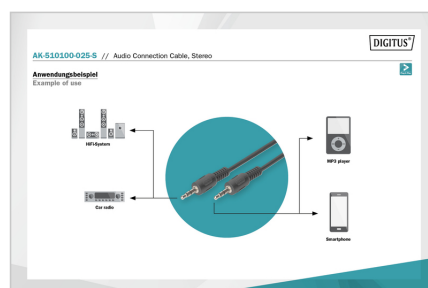 DIGITUS®
AK-510100-025-S // Audio Connection Cable, Stereo
Anwendungsbeispiel
Example of use
HiFi-System
MP3 player
Car radio
Smartphone